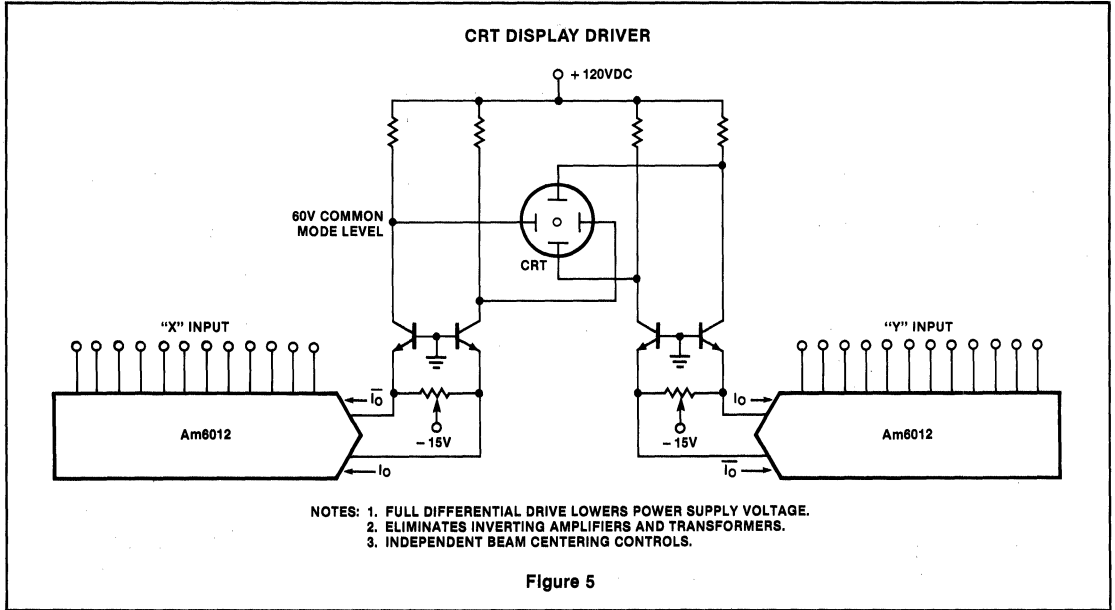 CRT DISPLAY DRIVER
+ 120VDC
60V COMMON
MODE LEVEL
CRT
"X" INPUT
"Y" INPUT
Am6012
I̅O̅
IO
– 15V
– 15V
IO
I̅O̅
Am6012
NOTES: 1. FULL DIFFERENTIAL DRIVE LOWERS POWER SUPPLY VOLTAGE.
2. ELIMINATES INVERTING AMPLIFIERS AND TRANSFORMERS.
3. INDEPENDENT BEAM CENTERING CONTROLS.
Figure 5